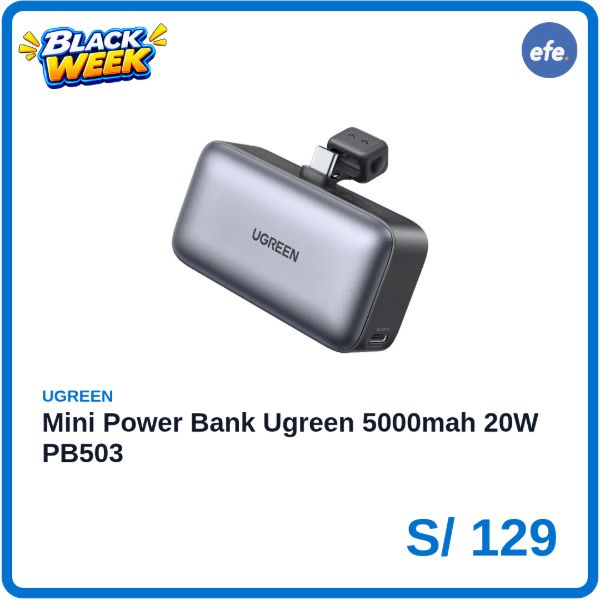 BLACK
WEEK
efe.
UGREEN
UGREEN
Mini Power Bank Ugreen 5000mah 20W
PB503
S/ 129